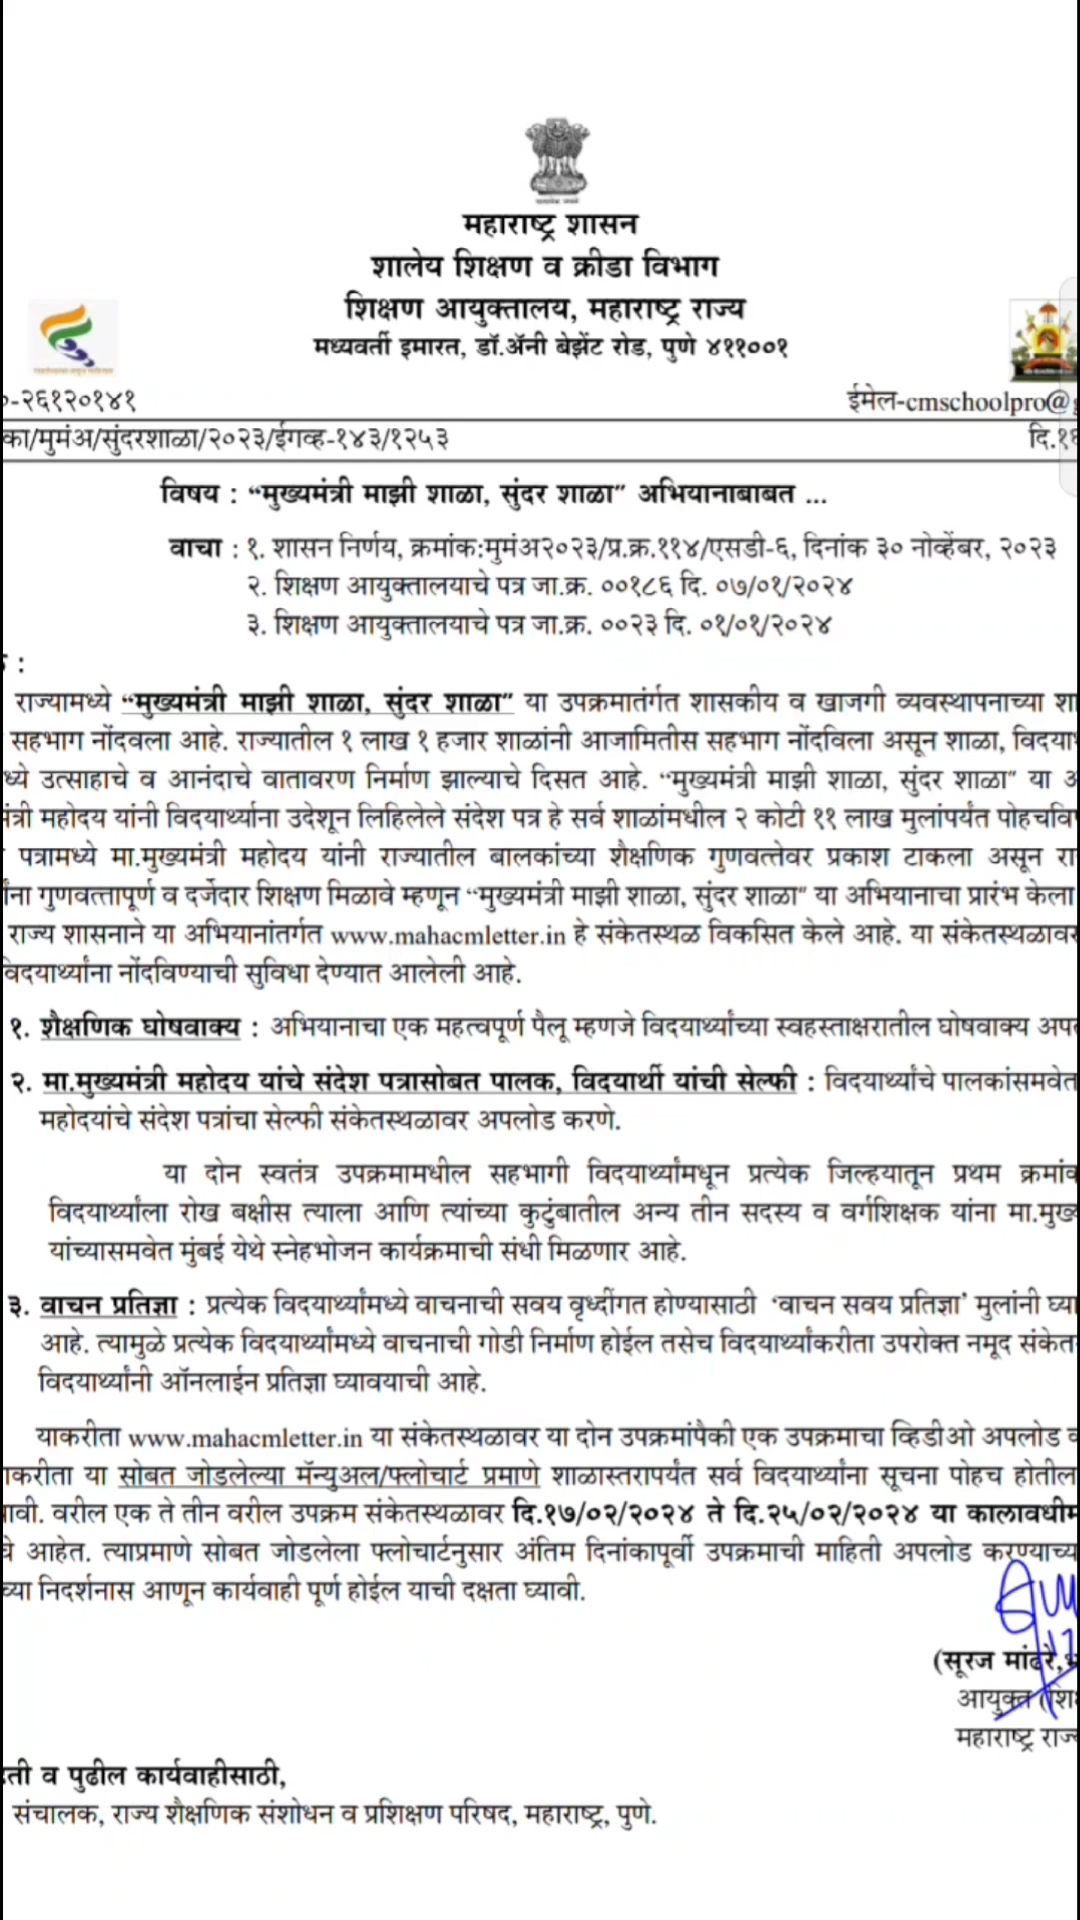 महाराष्ट्र शासन
शालेय शिक्षण व क्रीडा विभाग
शिक्षण आयुक्तालय, महाराष्ट्र राज्य
मध्यवर्ती इमारत, डॉ.ॲनी बेझेंट रोड, पुणे ४११००१
-२६१२०१४१
ईमेल-cmschoolpro@
का/मुमंअ/सुंदरशाळा/२०२३/ईगव्ह-१४३/१२५३
दि.१
विषय : “मुख्यमंत्री माझी शाळा, सुंदर शाळा” अभियानाबाबत ...
वाचा : १. शासन निर्णय, क्रमांक:मुमंअ२०२३/प्र.क्र.११४/एसडी-६, दिनांक ३० नोव्हेंबर, २०२३
२. शिक्षण आयुक्तालयाचे पत्र जा.क्र. ००१८६ दि. ०७/०१/२०२४
३. शिक्षण आयुक्तालयाचे पत्र जा.क्र. ००२३ दि. ०१/०१/२०२४
:
राज्यामध्ये “मुख्यमंत्री माझी शाळा, सुंदर शाळा” या उपक्रमातंर्गत शासकीय व खाजगी व्यवस्थापनाच्या शा
सहभाग नोंदवला आहे. राज्यातील १ लाख १ हजार शाळांनी आजामितीस सहभाग नोंदविला असून शाळा, विदया
ध्ये उत्साहाचे व आनंदाचे वातावरण निर्माण झाल्याचे दिसत आहे. “मुख्यमंत्री माझी शाळा, सुंदर शाळा” या अ
मंत्री महोदय यांनी विदयार्थ्यांना उदेशून लिहिलेले संदेश पत्र हे सर्व शाळांमधील २ कोटी ११ लाख मुलांपर्यंत पोहचवि
पत्रामध्ये मा.मुख्यमंत्री महोदय यांनी राज्यातील बालकांच्या शैक्षणिक गुणवत्तेवर प्रकाश टाकला असून रा
ांना गुणवत्तापूर्ण व दर्जेदार शिक्षण मिळावे म्हणून “मुख्यमंत्री माझी शाळा, सुंदर शाळा” या अभियानाचा प्रारंभ केला
राज्य शासनाने या अभियानांतर्गत www.mahacmletter.in हे संकेतस्थळ विकसित केले आहे. या संकेतस्थळावर
विदयार्थ्यांना नोंदविण्याची सुविधा देण्यात आलेली आहे.
१. शैक्षणिक घोषवाक्य : अभियानाचा एक महत्वपूर्ण पैलू म्हणजे विदयार्थ्यांच्या स्वहस्ताक्षरातील घोषवाक्य अप
२. मा.मुख्यमंत्री महोदय यांचे संदेश पत्रासोबत पालक, विदयार्थी यांची सेल्फी : विदयार्थ्यांचे पालकांसमवेत
महोदयांचे संदेश पत्रांचा सेल्फी संकेतस्थळावर अपलोड करणे.
या दोन स्वतंत्र उपक्रमामधील सहभागी विदयार्थ्यांमधून प्रत्येक जिल्हयातून प्रथम क्रमां
विदयार्थ्यांला रोख बक्षीस त्याला आणि त्यांच्या कुटुंबातील अन्य तीन सदस्य व वर्गशिक्षक यांना मा.मुख
यांच्यासमवेत मुंबई येथे स्नेहभोजन कार्यक्रमाची संधी मिळणार आहे.
३. वाचन प्रतिज्ञा : प्रत्येक विदयार्थ्यांमध्ये वाचनाची सवय वृध्दींगत होण्यासाठी ‘वाचन सवय प्रतिज्ञा’ मुलांनी घ्या
आहे. त्यामुळे प्रत्येक विदयार्थ्यांमध्ये वाचनाची गोडी निर्माण होईल तसेच विदयार्थ्यांकरीता उपरोक्त नमूद संकेत
विदयार्थ्यांनी ऑनलाईन प्रतिज्ञा घ्यावयाची आहे.
याकरीता www.mahacmletter.in या संकेतस्थळावर या दोन उपक्रमांपैकी एक उपक्रमाचा व्हिडीओ अपलोड
ाकरीता या सोबत जोडलेल्या मॅन्युअल/फ्लोचार्ट प्रमाणे शाळास्तरापर्यंत सर्व विदयार्थ्यांना सूचना पोहच होतील
ावी. वरील एक ते तीन वरील उपक्रम संकेतस्थळावर दि.१७/०२/२०२४ ते दि.२५/०२/२०२४ या कालावधीम
चे आहेत. त्याप्रमाणे सोबत जोडलेला फ्लोचार्टनुसार अंतिम दिनांकापूर्वी उपक्रमाची माहिती अपलोड करण्याच्य
च्या निदर्शनास आणून कार्यवाही पूर्ण होईल याची दक्षता घ्यावी.
(सूरज मांढरे,भ
आयुक्त (शि
महाराष्ट्र राज्
ती व पुढील कार्यवाहीसाठी,
संचालक, राज्य शैक्षणिक संशोधन व प्रशिक्षण परिषद, महाराष्ट्र, पुणे.